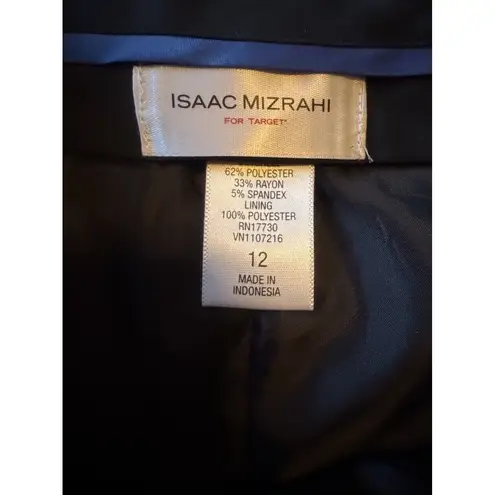 ISAAC MIZRAHI
FOR TARGET*
62% POLYESTER
33% RAYON
5% SPANDEX
LINING
100% POLYESTER
RN17730
VN1107216
12
MADE IN
INDONESIA